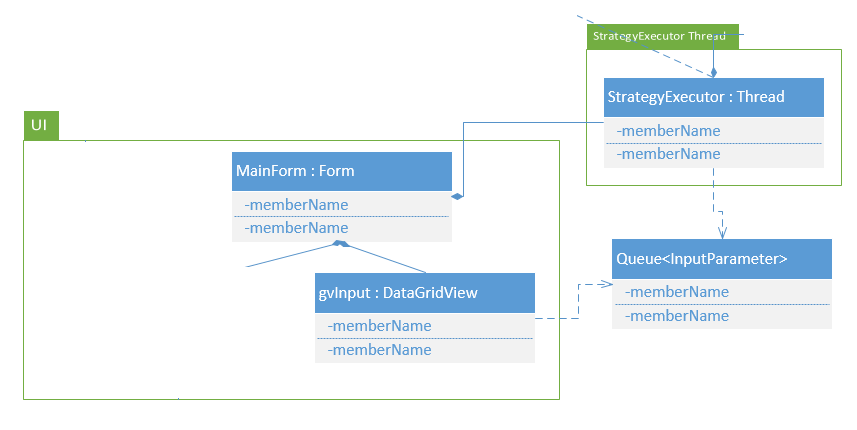 StrategyExecutor Thread
StrategyExecutor : Thread
-memberName
-memberName
UI
MainForm : Form
-memberName
-memberName
Queue<InputParameter>
-memberName
-memberName
gvInput : DataGridView
-memberName
-memberName